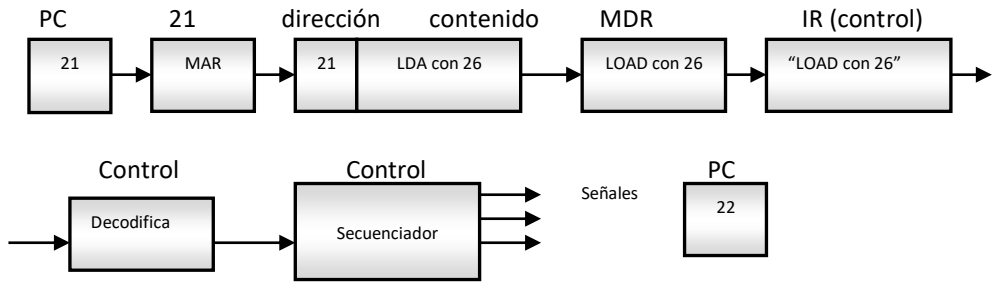 PC 21 dirección contenido MDR IR (control)
21 MAR 21 LDA con 26 LOAD con 26 “LOAD con 26”
Control Control PC
Decodifica Secuenciador Señales 22